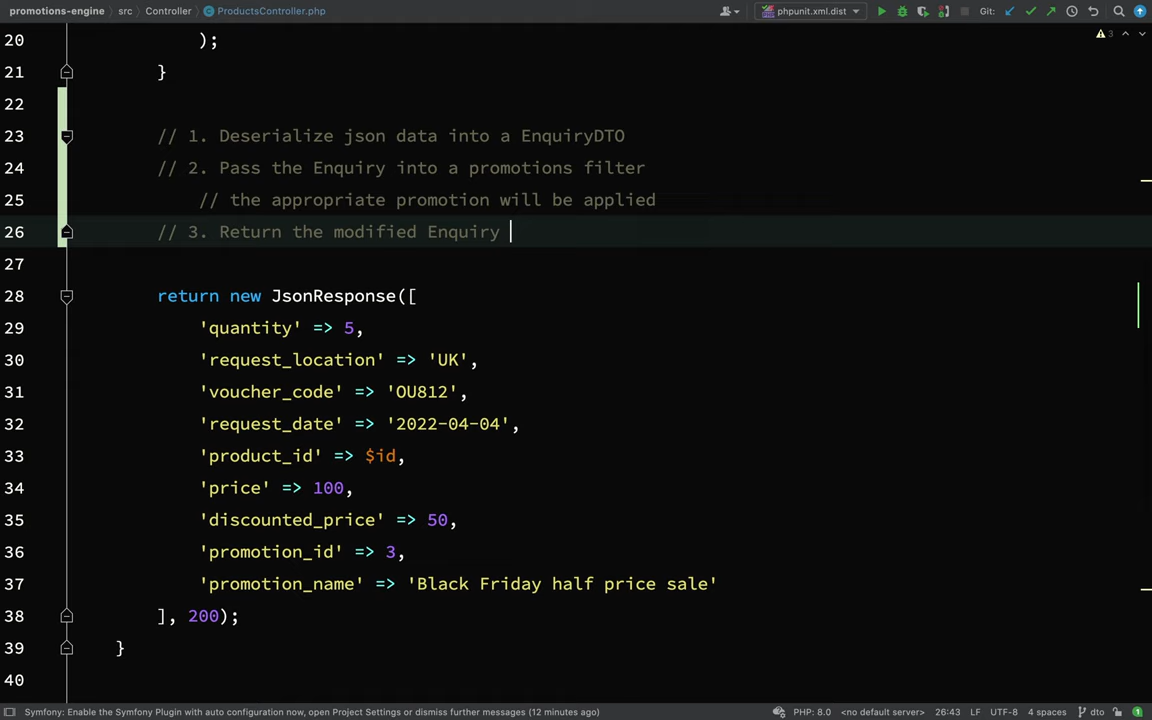 promotions-engine › src › Controller › ProductsController.php
phpunit.xml.dist
Git:
3
20 );
21 }
22
23 // 1. Deserialize json data into a EnquiryDTO
24 // 2. Pass the Enquiry into a promotions filter
25 // the appropriate promotion will be applied
26 // 3. Return the modified Enquiry
27
28 return new JsonResponse([
29 'quantity' => 5,
30 'request_location' => 'UK',
31 'voucher_code' => 'OU812',
32 'request_date' => '2022-04-04',
33 'product_id' => $id,
34 'price' => 100,
35 'discounted_price' => 50,
36 'promotion_id' => 3,
37 'promotion_name' => 'Black Friday half price sale'
38 ], 200);
39 }
40
Symfony: Enable the Symfony Plugin with auto configuration now, open Project Settings or dismiss further messages (12 minutes ago)
PHP: 8.0 <no default server> 26:43 LF UTF-8 4 spaces dto 1